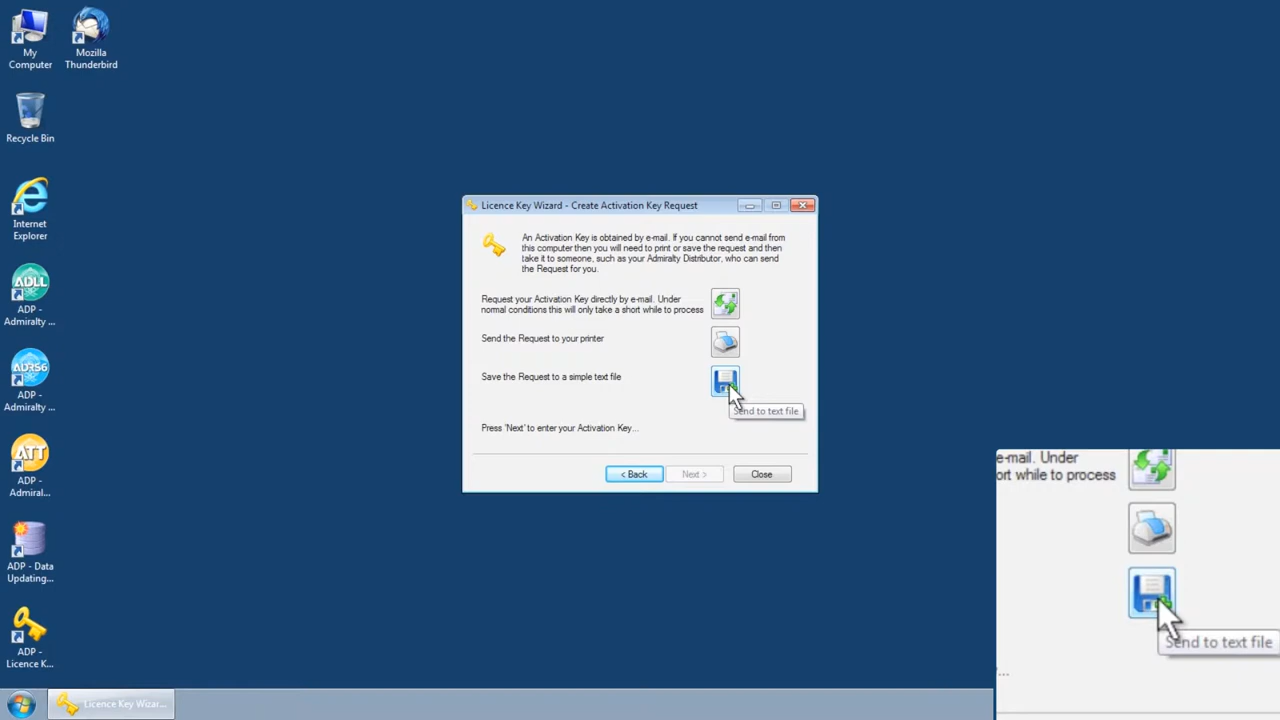 My
Computer
Mozilla
Thunderbird
Recycle Bin
Internet
Explorer
ADLL
ADP -
Admiralty ...
ADRS6
ADP -
Admiralty ...
ATT
ADP -
Admiral...
ADP - Data
Updating...
ADP -
Licence K...
Licence Key Wizard - Create Activation Key Request
An Activation Key is obtained by e-mail. If you cannot send e-mail from
this computer then you will need to print or save the request and then
take it to someone, such as your Admiralty Distributor, who can send
the Request for you.
Request your Activation Key directly by e-mail. Under
normal conditions this will only take a short while to process
Send the Request to your printer
Save the Request to a simple text file
Send to text file
Press 'Next' to enter your Activation Key...
< Back
Next >
Close
e-mail. Under
ort while to process
Send to text file
...
Licence Key Wizar...